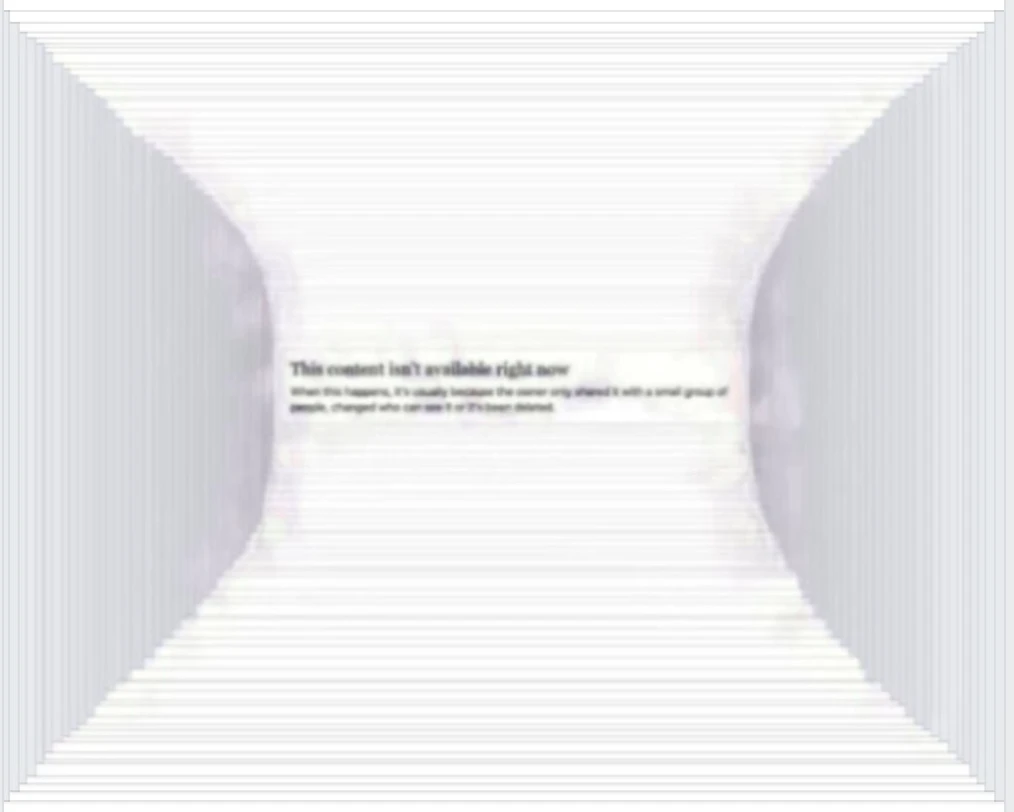 This content isn't available right now
When this happens, it's usually because the owner only shared it with a small group of
people, changed who can see it or it's been deleted.